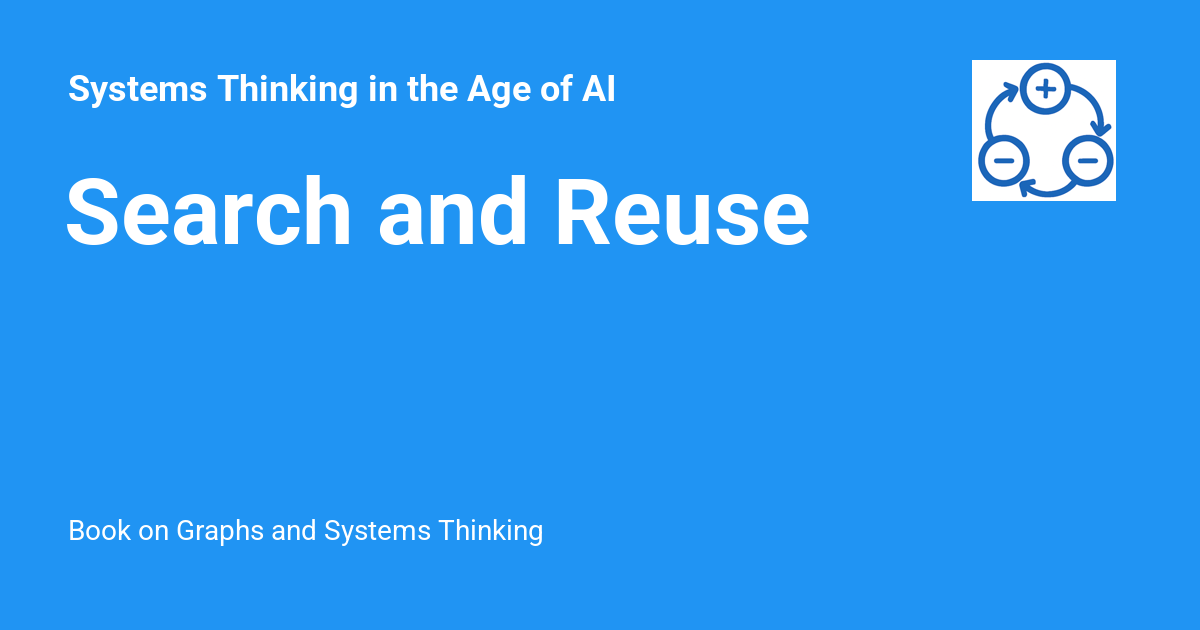 Systems Thinking in the Age of AI
Search and Reuse
Book on Graphs and Systems Thinking